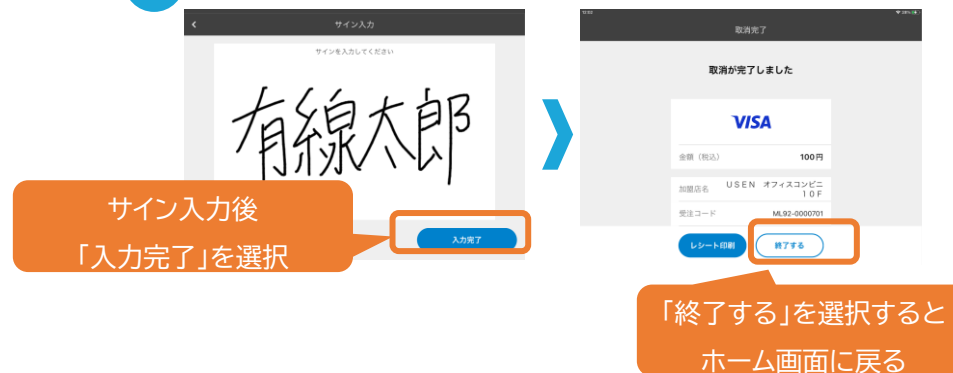 サイン入力
サインを入力してください
有線太郎
入力完了
サイン入力後
「入力完了」を選択
12:52
取消完了
取消が完了しました
VISA
金額（税込） 100円
加盟店名 USEN オフィスコンビニ
10F
受注コード ML92-0000701
レシート印刷 終了する
「終了する」を選択すると
ホーム画面に戻る